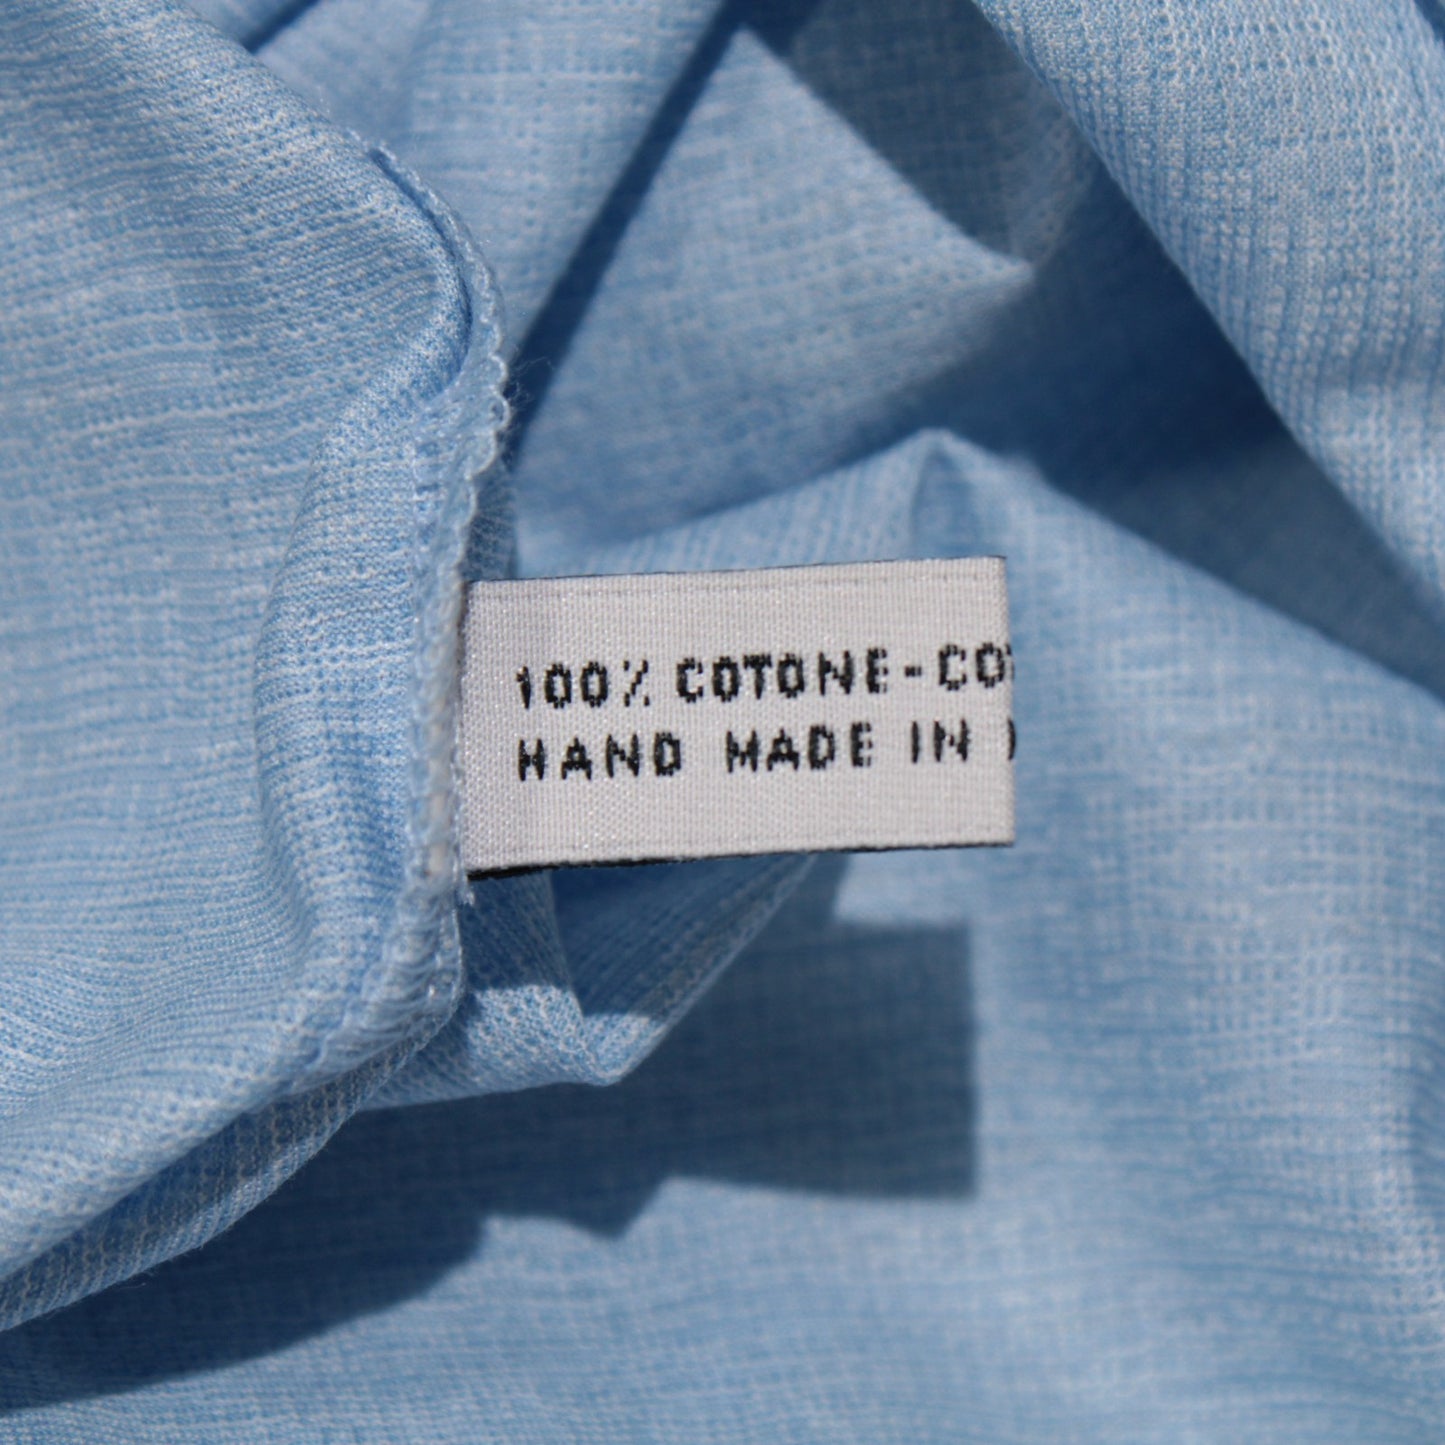 100% COTONE-CO
HAND MADE IN